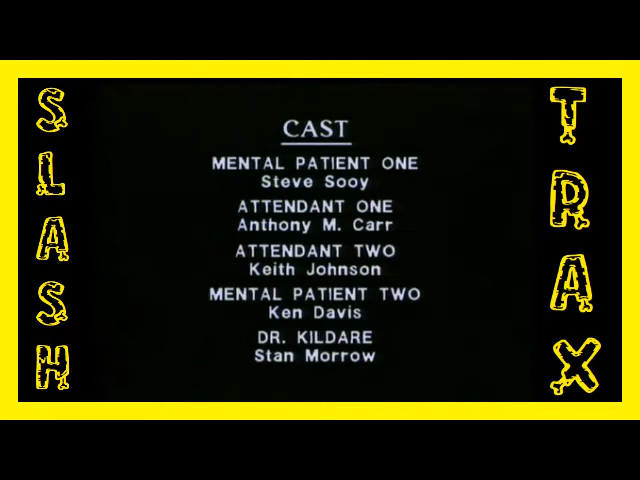 SLASH
TRAX
CAST
MENTAL PATIENT ONE
Steve Sooy
ATTENDANT ONE
Anthony M. Carr
ATTENDANT TWO
Keith Johnson
MENTAL PATIENT TWO
Ken Davis
DR. KILDARE
Stan Morrow